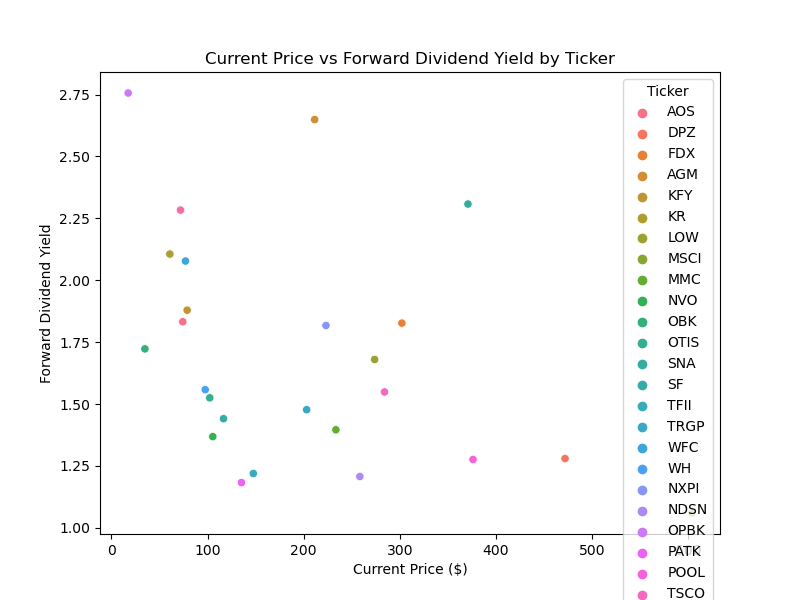 Current Price vs Forward Dividend Yield by Ticker
Forward Dividend Yield
2.75
2.50
2.25
2.00
1.75
1.50
1.25
1.00
0
100
200
300
400
500
Current Price ($)
Ticker
AOS
DPZ
FDX
AGM
KFY
KR
LOW
MSCI
MMC
NVO
OBK
OTIS
SNA
SF
TFII
TRGP
WFC
WH
NXPI
NDSN
OPBK
PATK
POOL
TSCO